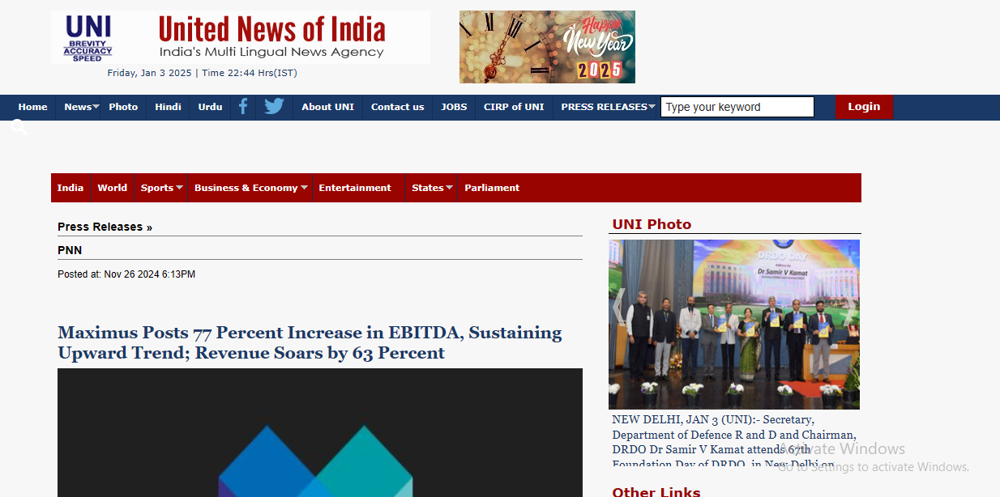 UNI
BREVITY
ACCURACY
SPEED
United News of India
India's Multi Lingual News Agency
Friday, Jan 3 2025 | Time 22:44 Hrs(IST)
Happy
New Year
2025
Home News Photo Hindi Urdu About UNI Contact us JOBS CIRP of UNI PRESS RELEASES Type your keyword Login
India World Sports Business & Economy Entertainment States Parliament
Press Releases »
PNN
Posted at: Nov 26 2024 6:13PM
Maximus Posts 77 Percent Increase in EBITDA, Sustaining
Upward Trend; Revenue Soars by 63 Percent
UNI Photo
DRDO DAY
Address by
Dr Samir V Kamat
NEW DELHI, JAN 3 (UNI):- Secretary,
Department of Defence R and D and Chairman,
DRDO Dr Samir V Kamat attends 67th
Foundation Day of DRDO, in New Delhi on
Other Links
Activate Windows
Go to Settings to activate Windows.